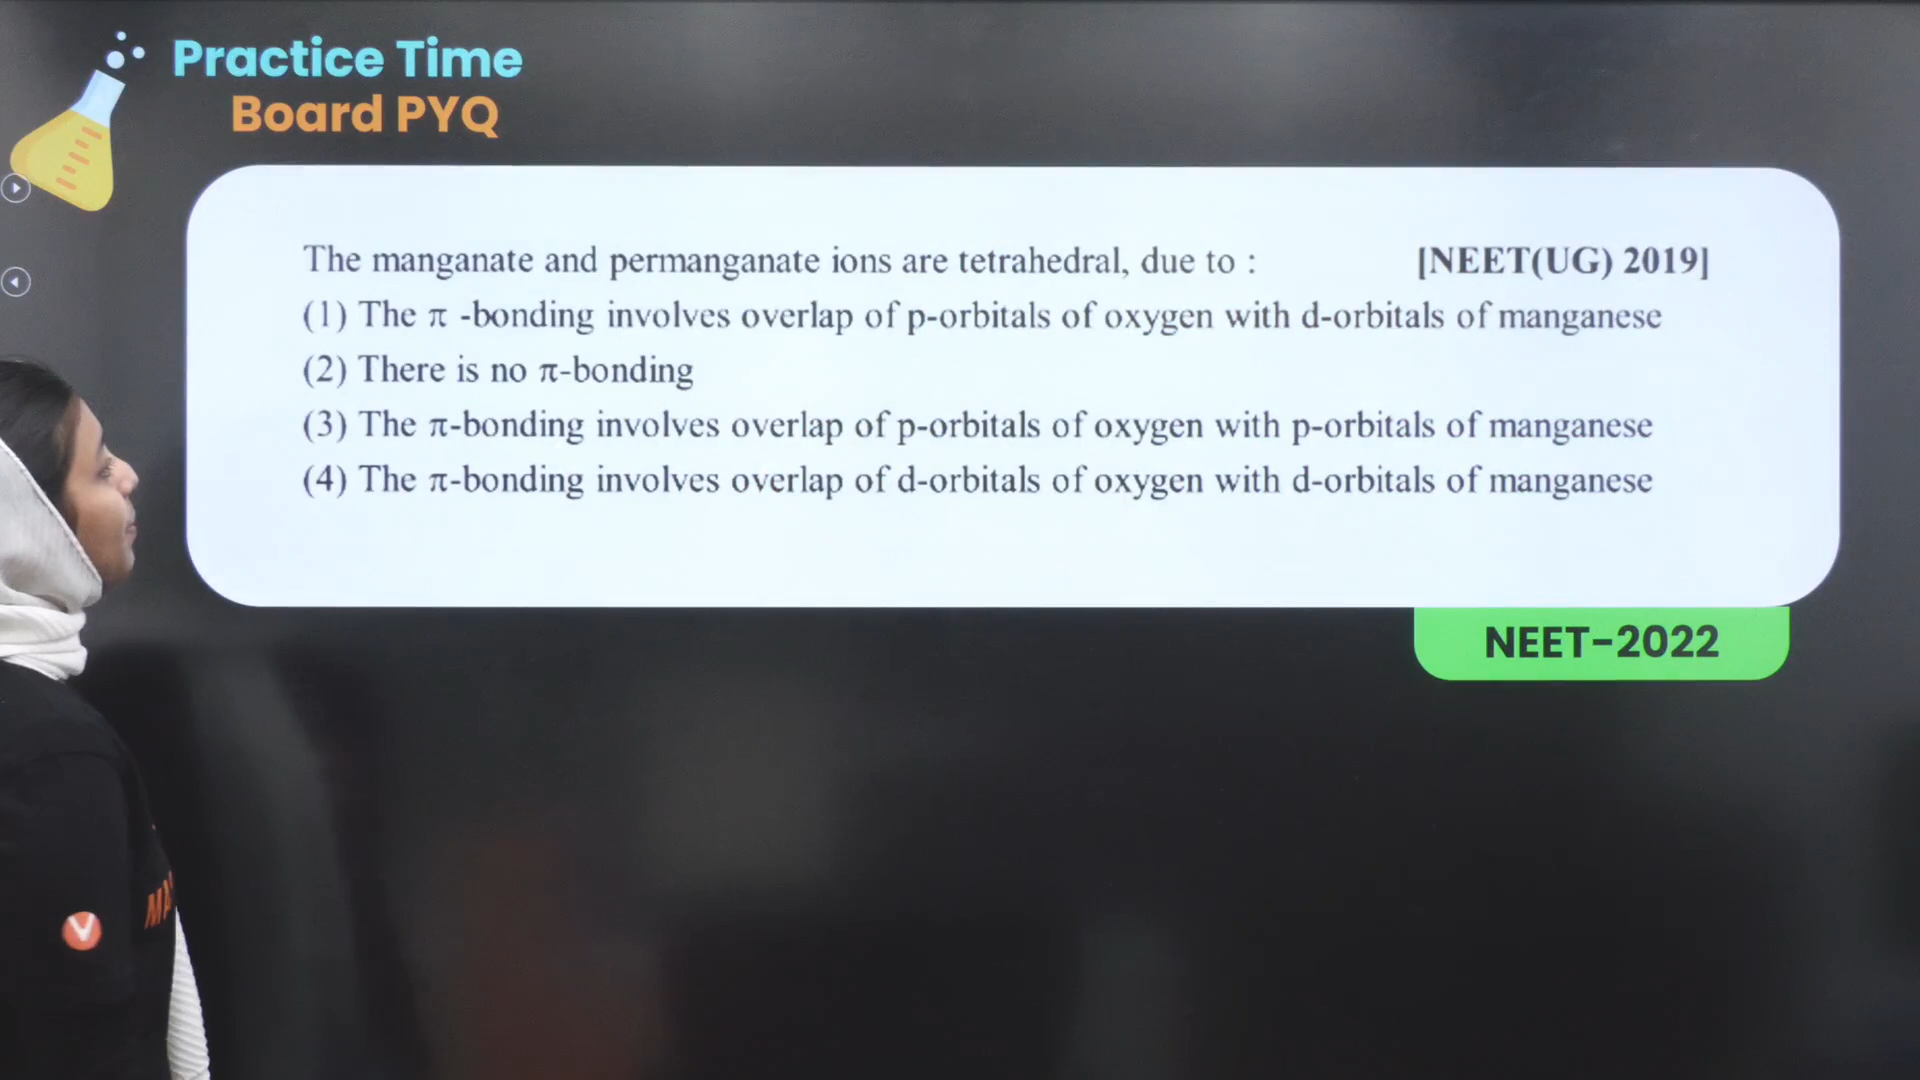 Practice Time
Board PYQ
The manganate and permanganate ions are tetrahedral, due to : [NEET(UG) 2019]
(1) The π -bonding involves overlap of p-orbitals of oxygen with d-orbitals of manganese
(2) There is no π-bonding
(3) The π-bonding involves overlap of p-orbitals of oxygen with p-orbitals of manganese
(4) The π-bonding involves overlap of d-orbitals of oxygen with d-orbitals of manganese
NEET-2022
V